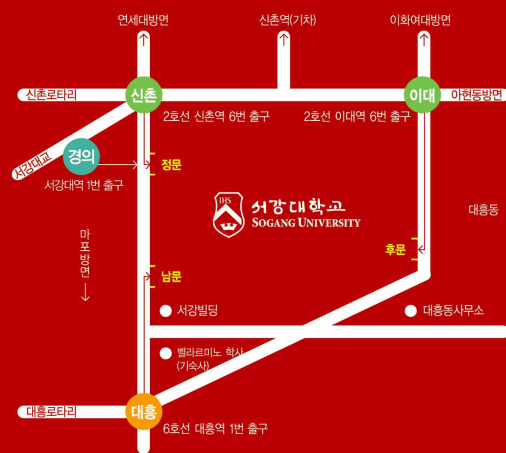 연세대방면
신촌역(기차)
이화여대방면
신촌로타리
신촌
이대
아현동방면
2호선 신촌역 6번 출구
2호선 이대역 6번 출구
서강대교
경의
정문
서강대역 1번 출구
IHS
서강대학교
SOGANG UNIVERSITY
대흥동
마포방면
후문
남문
서강빌딩
대흥동사무소
벨라르미노 학사
(기숙사)
대흥로타리
대흥
6호선 대흥역 1번 출구